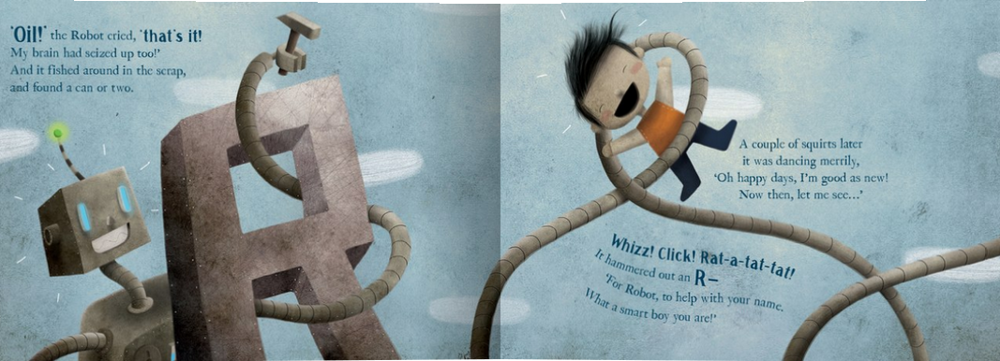 'Oil!' the Robot cried, 'that's it!
My brain had seized up too!'
And it fished around in the scrap,
and found a can or two.
A couple of squirts later
it was dancing merrily,
'Oh happy days, I'm good as new!
Now then, let me see...'
Whizz! Click! Rat-a-tat-tat!
It hammered out an R–
'For Robot, to help with your name.
What a smart boy you are!'